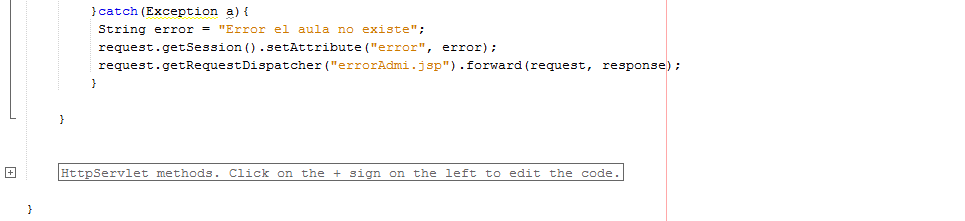 }catch(Exception a){
String error = "Error el aula no existe";
request.getSession().setAttribute("error", error);
request.getRequestDispatcher("errorAdmi.jsp").forward(request, response);
}
}
HttpServlet methods. Click on the + sign on the left to edit the code.
}